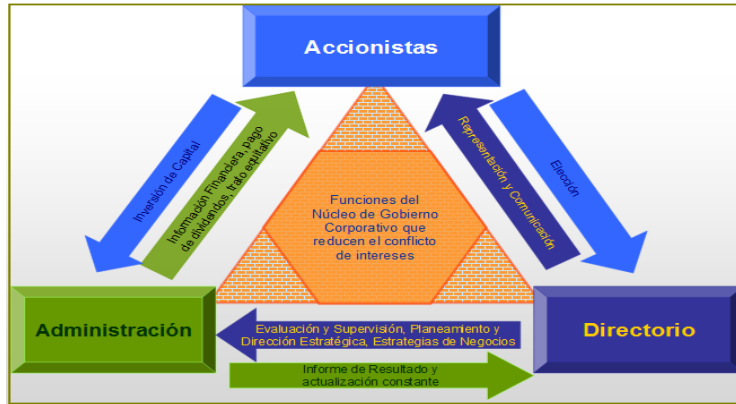 Accionistas
Inversión de Capital
Información Financiera, pago
de dividendos, trato equitativo
Representación y Comunicación
Elección
Funciones del
Núcleo de Gobierno
Corporativo que
reducen el conflicto
de intereses
Administración
Evaluación y Supervisión, Planeamiento y
Dirección Estratégica, Estrategias de Negocios
Directorio
Informe de Resultado y
actualización constante